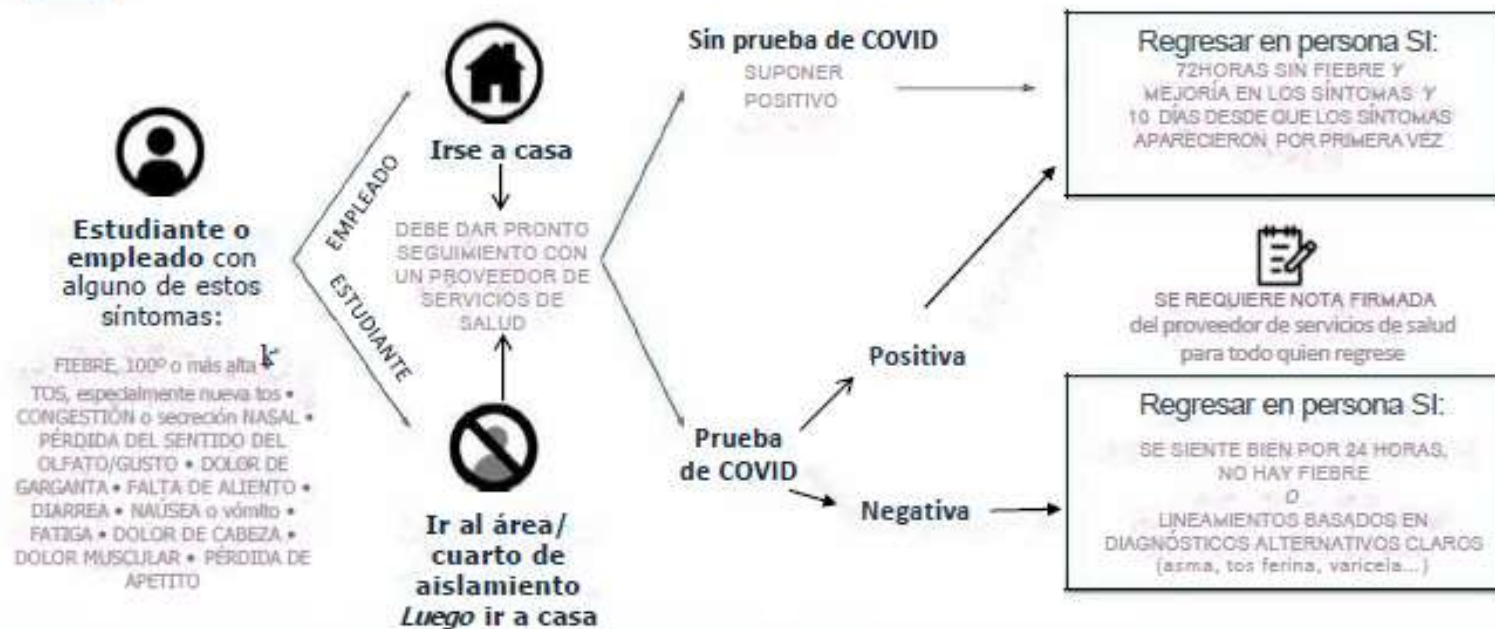 Estudiante o
empleado con
alguno de estos
síntomas:
FIEBRE, 100º o más alta •
TOS, especialmente nueva tos •
CONGESTIÓN o secreción NASAL •
PÉRDIDA DEL SENTIDO DEL
OLFATO/GUSTO • DOLOR DE
GARGANTA • FALTA DE ALIENTO •
DIARREA • NÁUSEA o vómito •
FATIGA • DOLOR DE CABEZA •
DOLOR MUSCULAR • PÉRDIDA DE
APETITO
EMPLEADO
ESTUDIANTE
Irse a casa
DEBE DAR PRONTO
SEGUIMIENTO CON
UN PROVEEDOR DE
SERVICIOS DE
SALUD
Ir al área/
cuarto de
aislamiento
Luego ir a casa
Sin prueba de COVID
SUPONER
POSITIVO
Prueba
de COVID
Positiva
Negativa
Regresar en persona SI:
72HORAS SIN FIEBRE Y
MEJORÍA EN LOS SÍNTOMAS Y
10 DÍAS DESDE QUE LOS SÍNTOMAS
APARECIERON POR PRIMERA VEZ
SE REQUIERE NOTA FIRMADA
del proveedor de servicios de salud
para todo quien regrese
Regresar en persona SI:
SE SIENTE BIEN POR 24 HORAS,
NO HAY FIEBRE
O
LINEAMIENTOS BASADOS EN
DIAGNÓSTICOS ALTERNATIVOS CLAROS
(asma, tos ferina, varicela...)